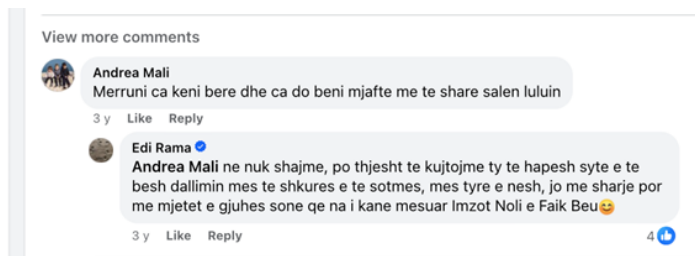 View more comments
Andrea Mali
Merruni ca keni bere dhe ca do beni mjafte me te share salen luluin
3 y Like Reply
Edi Rama
Andrea Mali ne nuk shajme, po thjesht te kujtojme ty te hapesh syte e te
besh dallimin mes te shkures e te sotmes, mes tyre e nesh, jo me sharje por
me mjetet e gjuhes sone qe na i kane mesuar Imzot Noli e Faik Beu😊
3 y Like Reply 4